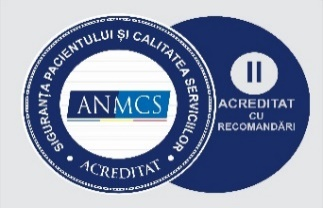 SIGURANȚA PACIENTULUI ȘI CALITATEA SERVICIILOR
ANMCS
• ACREDITAT •
II
ACREDITAT
CU
RECOMANDĂRI